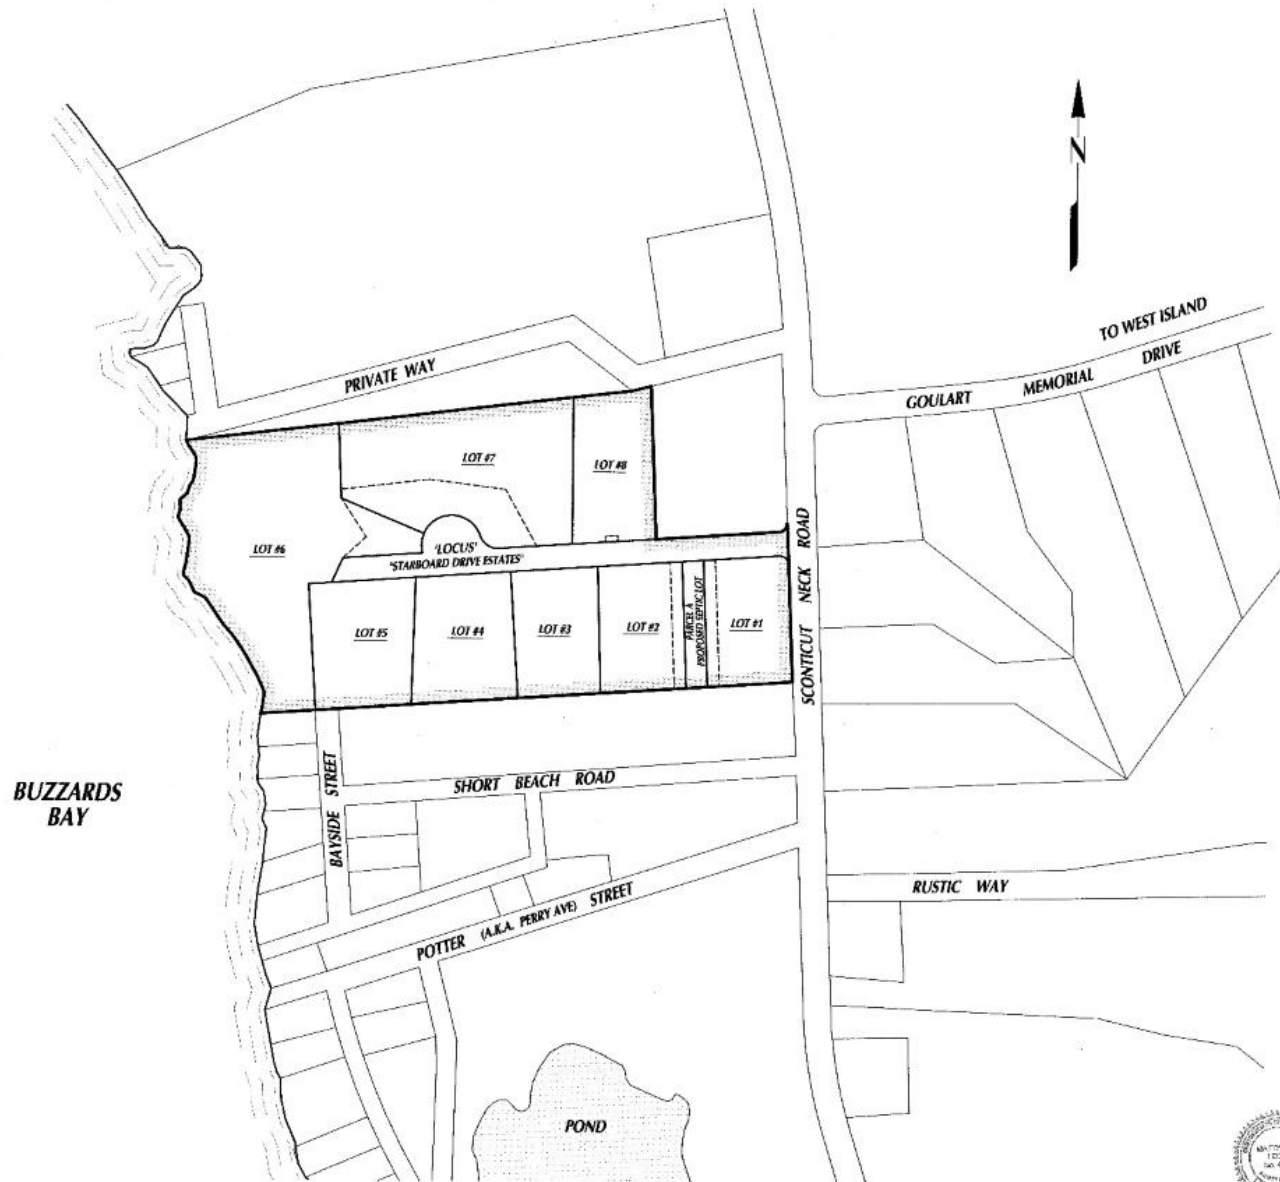 N
TO WEST ISLAND
GOULART MEMORIAL DRIVE
PRIVATE WAY
LOT #7
LOT #8
LOT #6
'LOCUS'
"STARBOARD DRIVE ESTATES"
SCONTICUT NECK ROAD
LOT #5
LOT #4
LOT #3
LOT #2
PARCEL A
PROPOSED SEPTIC LOT
LOT #1
BUZZARDS
BAY
BAYSIDE STREET
SHORT BEACH ROAD
RUSTIC WAY
POTTER (A.K.A. PERRY AVE) STREET
POND